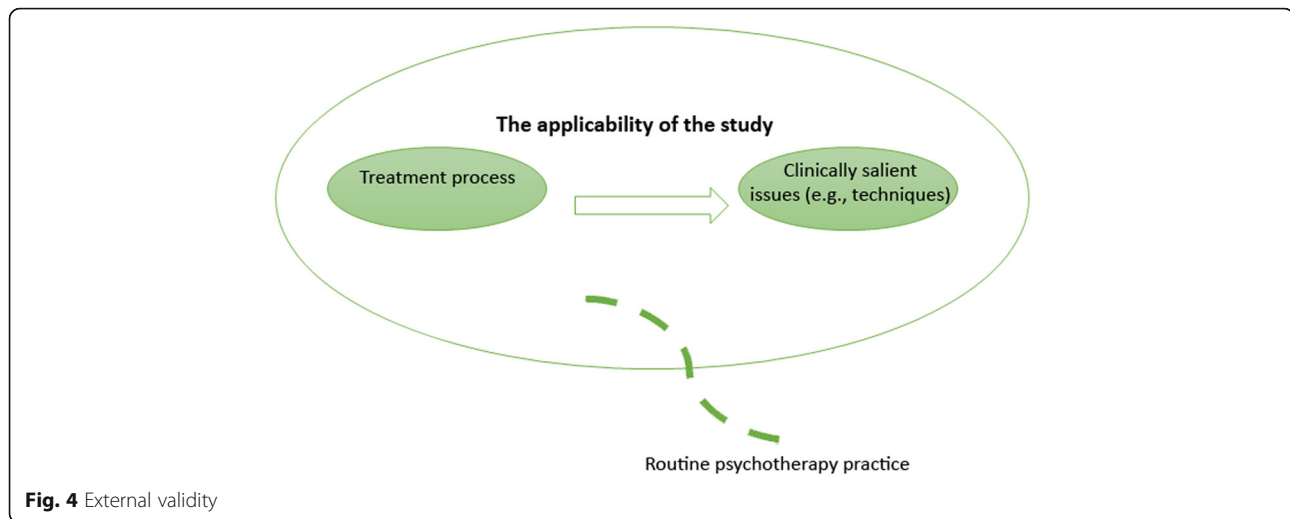 The applicability of the study
Treatment process
Clinically salient
issues (e.g., techniques)
Routine psychotherapy practice
Fig. 4 External validity